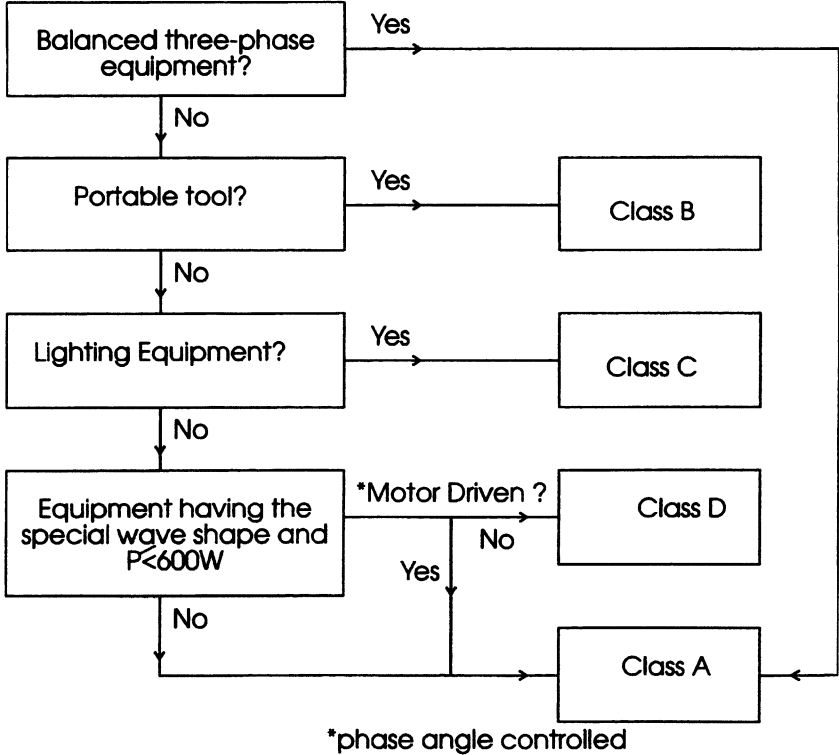 Balanced three-phase
equipment?
Yes
No
Portable tool?
Yes
Class B
No
Lighting Equipment?
Yes
Class C
No
Equipment having the
special wave shape and
P≤600W
*Motor Driven ?
No
Class D
Yes
No
Class A
*phase angle controlled